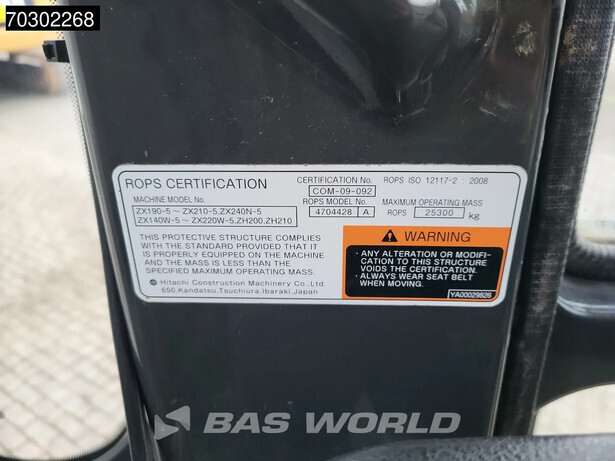 70302268
ROPS CERTIFICATION
CERTIFICATION No. ROPS ISO 12117-2 : 2008
COM-09-092
MACHINE MODEL No. ROPS MODEL No. MAXIMUM OPERATING MASS
ZX190-5 ~ ZX210-5,ZX240N-5
ZX140W-5 ~ ZX220W-5,ZH200,ZH210
4704428 A
ROPS 25300 kg
THIS PROTECTIVE STRUCTURE COMPLIES
WITH THE STANDARD PROVIDED THAT IT
IS PROPERLY EQUIPPED ON THE MACHINE
AND THE MASS IS LESS THAN THE
SPECIFIED MAXIMUM OPERATING MASS.
Hitachi Construction Machinery Co.,Ltd
650,Kandatsu,Tsuchiura,Ibaraki,Japan
WARNING
· ANY ALTERATION OR MODIFI-
CATION TO THIS STRUCTURE
VOIDS THE CERTIFICATION.
· ALWAYS WEAR SEAT BELT
WHEN MOVING.
YA00029826
BAS WORLD